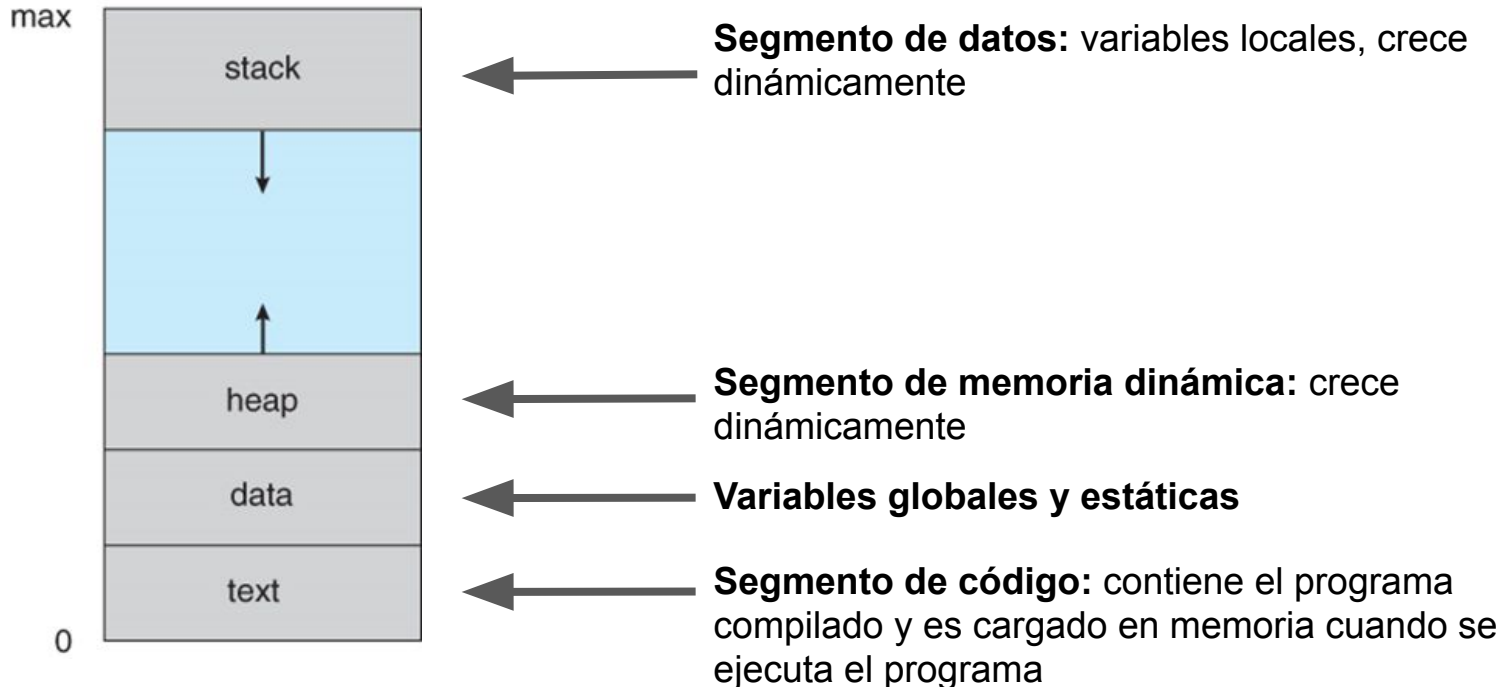 max
stack
Segmento de datos: variables locales, crece
dinámicamente
heap
Segmento de memoria dinámica: crece
dinámicamente
data
Variables globales y estáticas
text
Segmento de código: contiene el programa
compilado y es cargado en memoria cuando se
ejecuta el programa
0